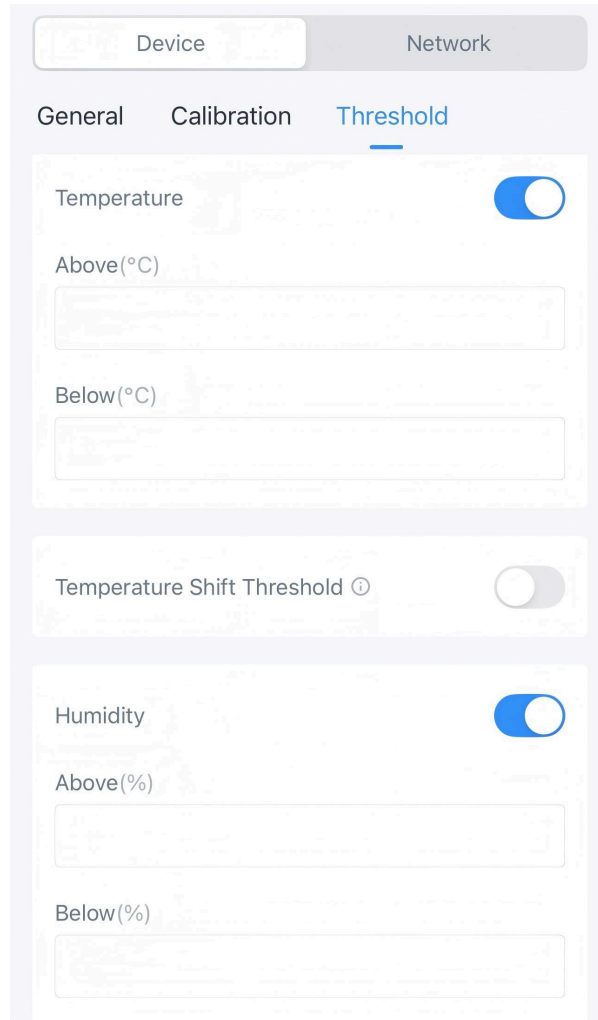 Device Network
General Calibration Threshold
Temperature
Above(°C)
Below(°C)
Temperature Shift Threshold
Humidity
Above(%)
Below(%)